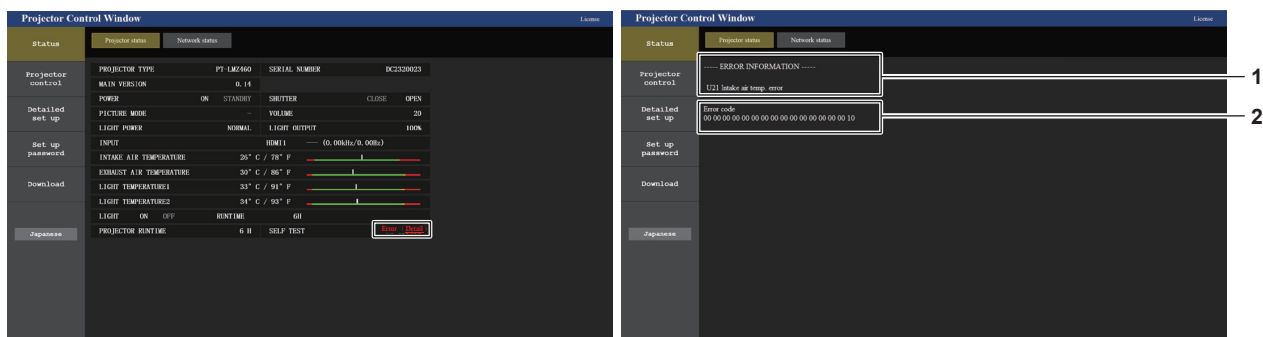 Projector Control Window License
Status
Projector status Network status
Projector control
Detailed set up
Set up password
Download
Japanese
PROJECTOR TYPE PT-LMZ460 SERIAL NUMBER DC2320023
MAIN VERSION 0.14
POWER ON STANDBY SHUTTER CLOSE OPEN
PICTURE MODE – VOLUME 20
LIGHT POWER NORMAL LIGHT OUTPUT 100%
INPUT HDMI1 — (0.00kHz/0.00Hz)
INTAKE AIR TEMPERATURE 26° C / 78° F
EXHAUST AIR TEMPERATURE 30° C / 86° F
LIGHT TEMPERATURE1 33° C / 91° F
LIGHT TEMPERATURE2 34° C / 93° F
LIGHT ON OFF RUNTIME 6H
PROJECTOR RUNTIME 6 H SELF TEST Error (Detail)
Projector Control Window License
Status
Projector status Network status
Projector control
Detailed set up
Set up password
Download
Japanese
----- ERROR INFORMATION -----
U21 Intake air temp. error
Error code
00 00 00 00 00 00 00 00 00 00 00 00 00 00 00 10
1
2